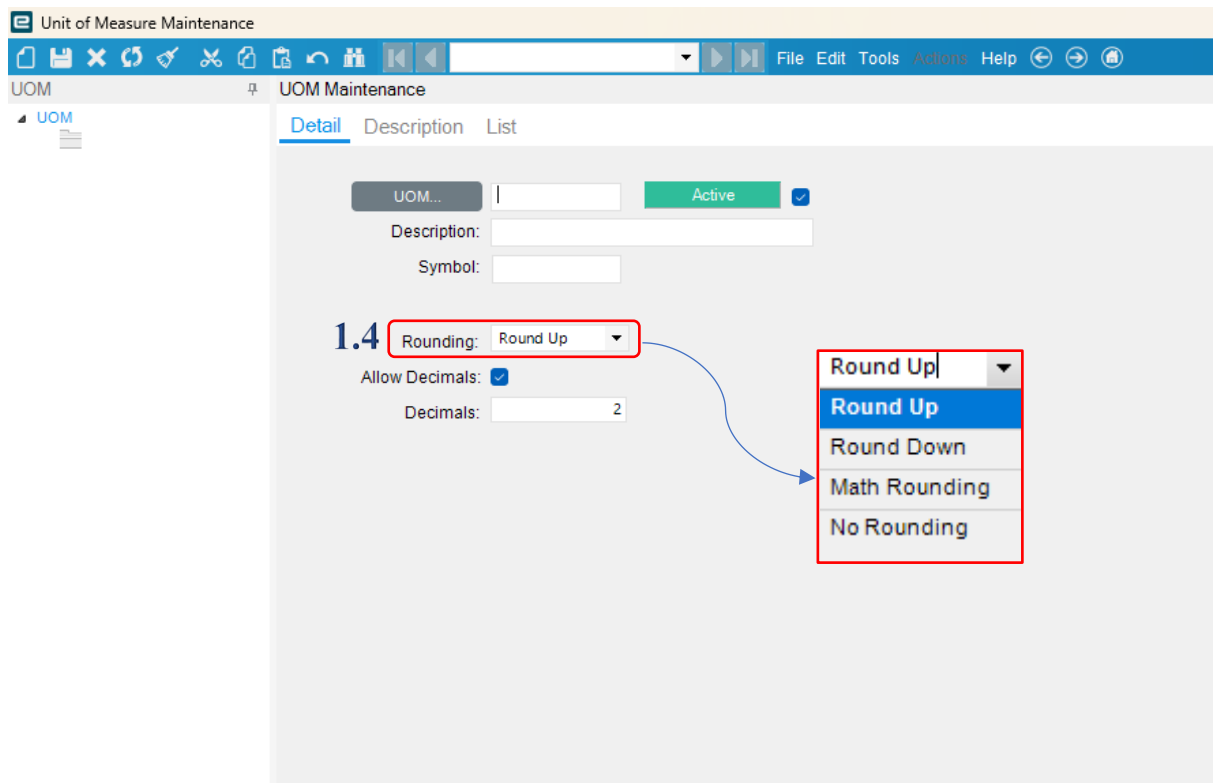 Unit of Measure Maintenance
File Edit Tools Actions Help
UOM
UOM Maintenance
UOM
Detail Description List
UOM... Active
Description:
Symbol:
1.4 Rounding: Round Up
Allow Decimals:
Decimals: 2
Round Up
Round Up
Round Down
Math Rounding
No Rounding